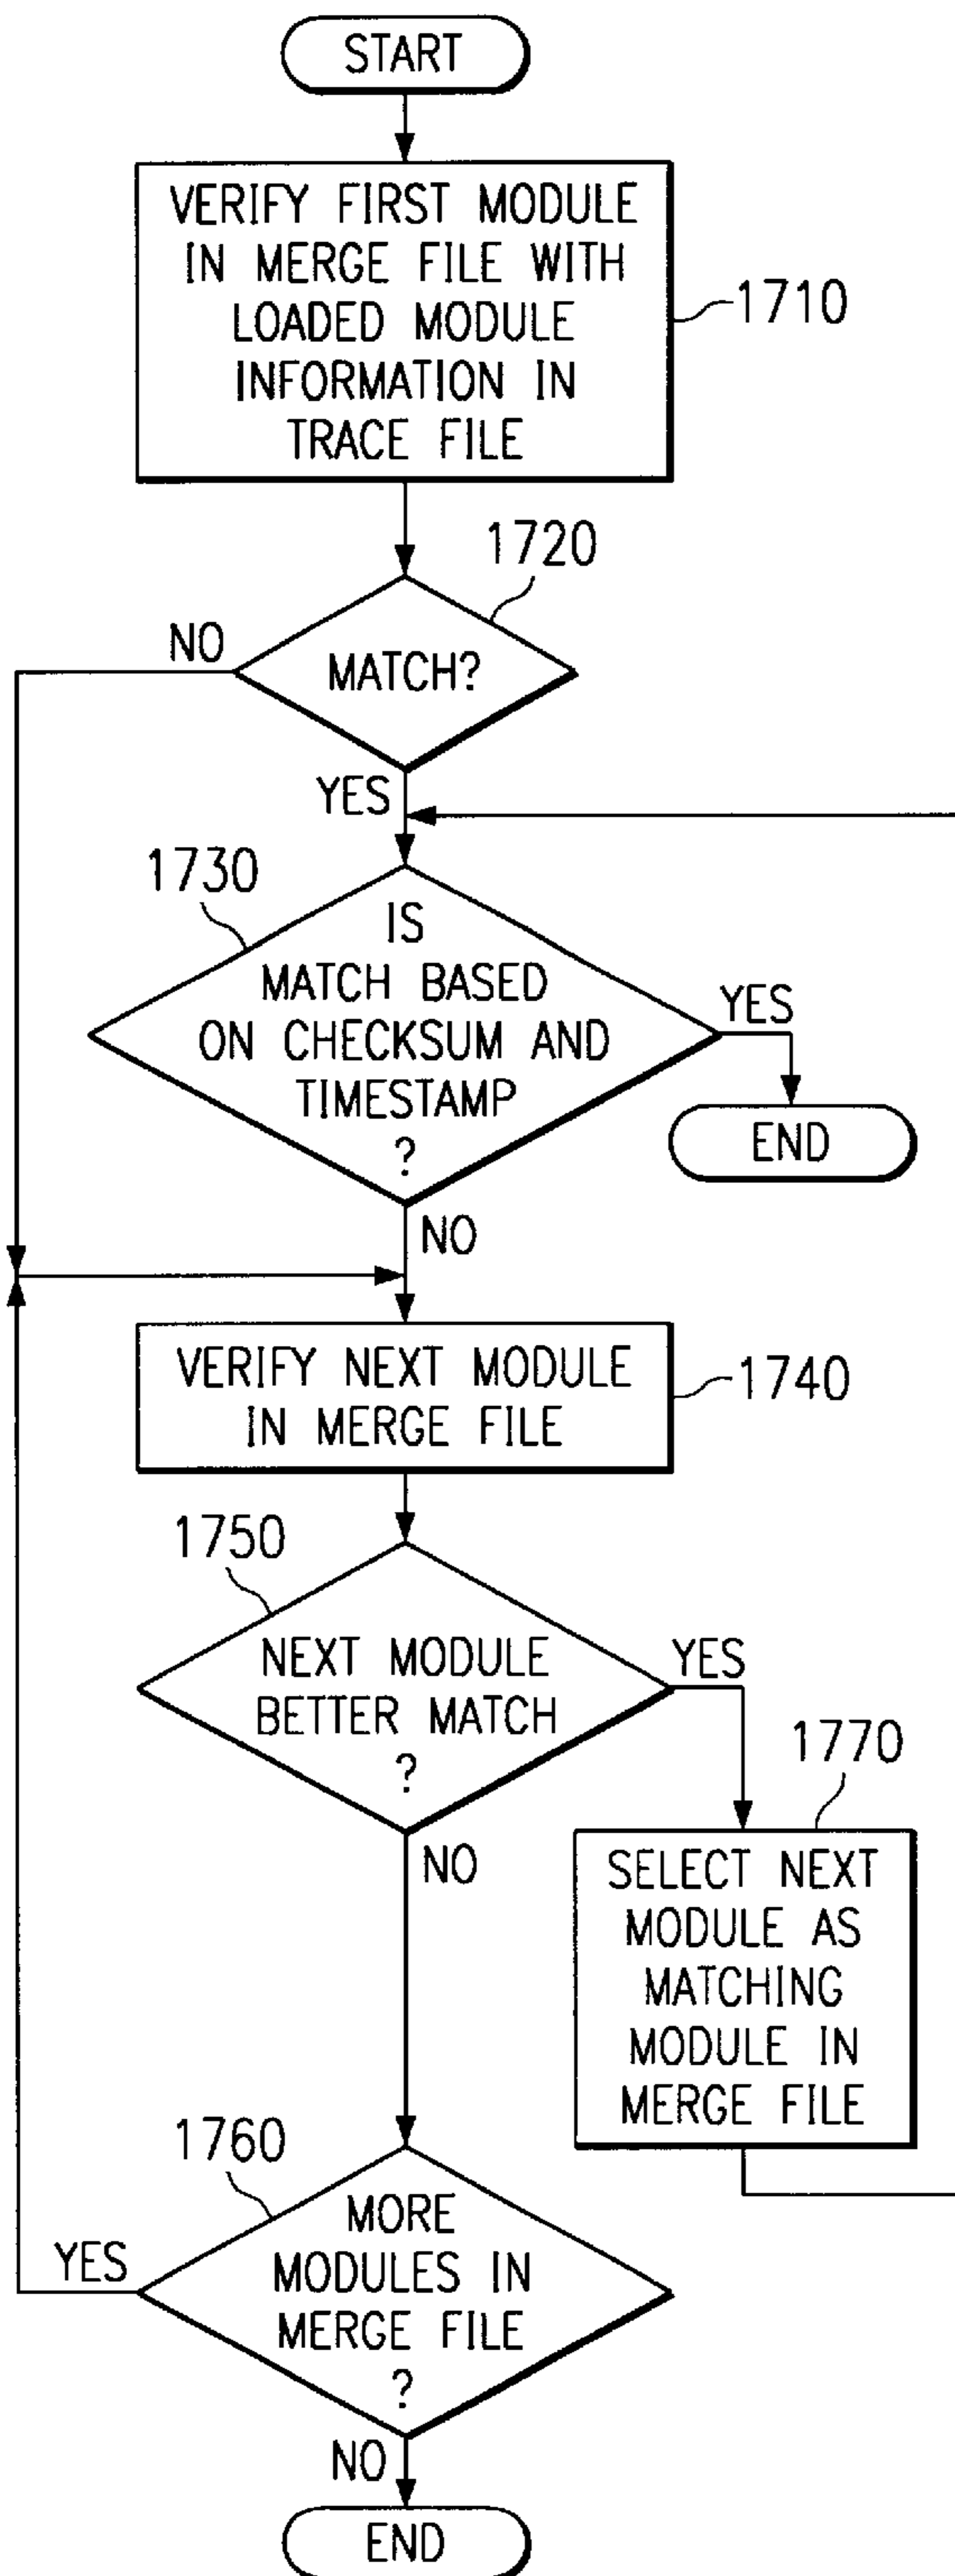 START
VERIFY FIRST MODULE
IN MERGE FILE WITH
LOADED MODULE
INFORMATION IN
TRACE FILE
1710
1720
NO
MATCH?
YES
1730
IS
MATCH BASED
ON CHECKSUM AND
TIMESTAMP
?
YES
END
NO
VERIFY NEXT MODULE
IN MERGE FILE
1740
1750
NEXT MODULE
BETTER MATCH
?
YES
NO
1770
SELECT NEXT
MODULE AS
MATCHING
MODULE IN
MERGE FILE
1760
MORE
MODULES IN
MERGE FILE
?
YES
NO
END